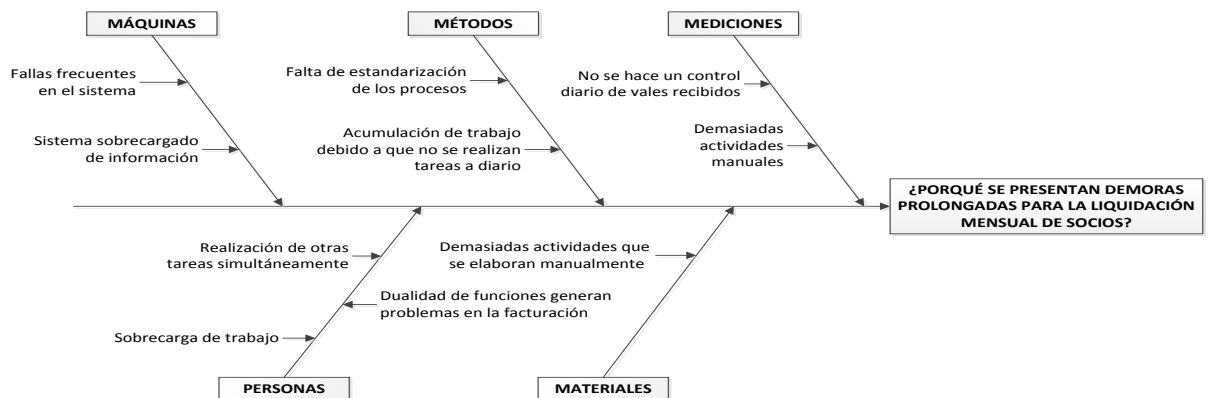 MÁQUINAS
MÉTODOS
MEDICIONES
Fallas frecuentes
en el sistema
Falta de estandarización
de los procesos
No se hace un control
diario de vales recibidos
Sistema sobrecargado
de información
Acumulación de trabajo
debido a que no se realizan
tareas a diario
Demasiadas
actividades
manuales
¿PORQUÉ SE PRESENTAN DEMORAS
PROLONGADAS PARA LA LIQUIDACIÓN
MENSUAL DE SOCIOS?
Realización de otras
tareas simultáneamente
Demasiadas actividades que
se elaboran manualmente
Dualidad de funciones generan
problemas en la facturación
Sobrecarga de trabajo
PERSONAS
MATERIALES